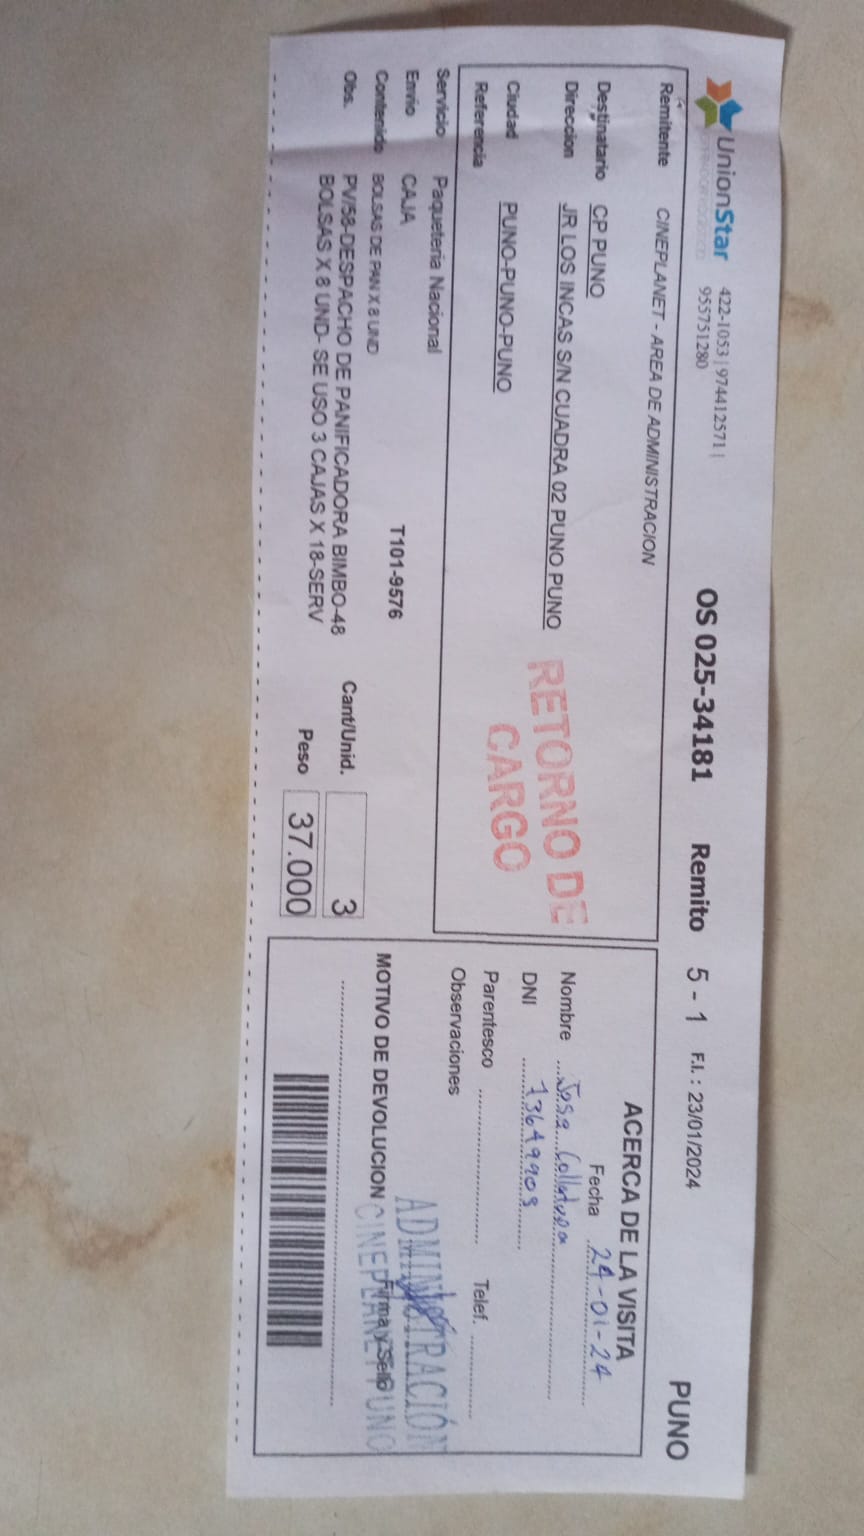 UnionStar
422-1053 | 974412571 |
955751280
OS 025-34181 Remito 5 - 1 F.I. : 23/01/2024 PUNO
Remitente CINEPLANET - AREA DE ADMINISTRACION
Destinatario CP PUNO
Direccion JR LOS INCAS S/N CUADRA 02 PUNO PUNO
Ciudad PUNO-PUNO-PUNO
Referencia
RETORNO DE
CARGO
Servicio Paqueteria Nacional
Envio CAJA T101-9576
Contenido BOLSAS DE PAN X 8 UND
Obs. PV/58-DESPACHO DE PANIFICADORA BIMBO-48
BOLSAS X 8 UND- SE USO 3 CAJAS X 18-SERV
Cant/Unid. 3
Peso 37.000
ACERCA DE LA VISITA
Fecha 24-01-24
Nombre
DNI 73649909
Parentesco Telef.
Observaciones
ADMINISTRACIÓN
MOTIVO DE DEVOLUCION Firma y Sello
CINEPLANET PUNO